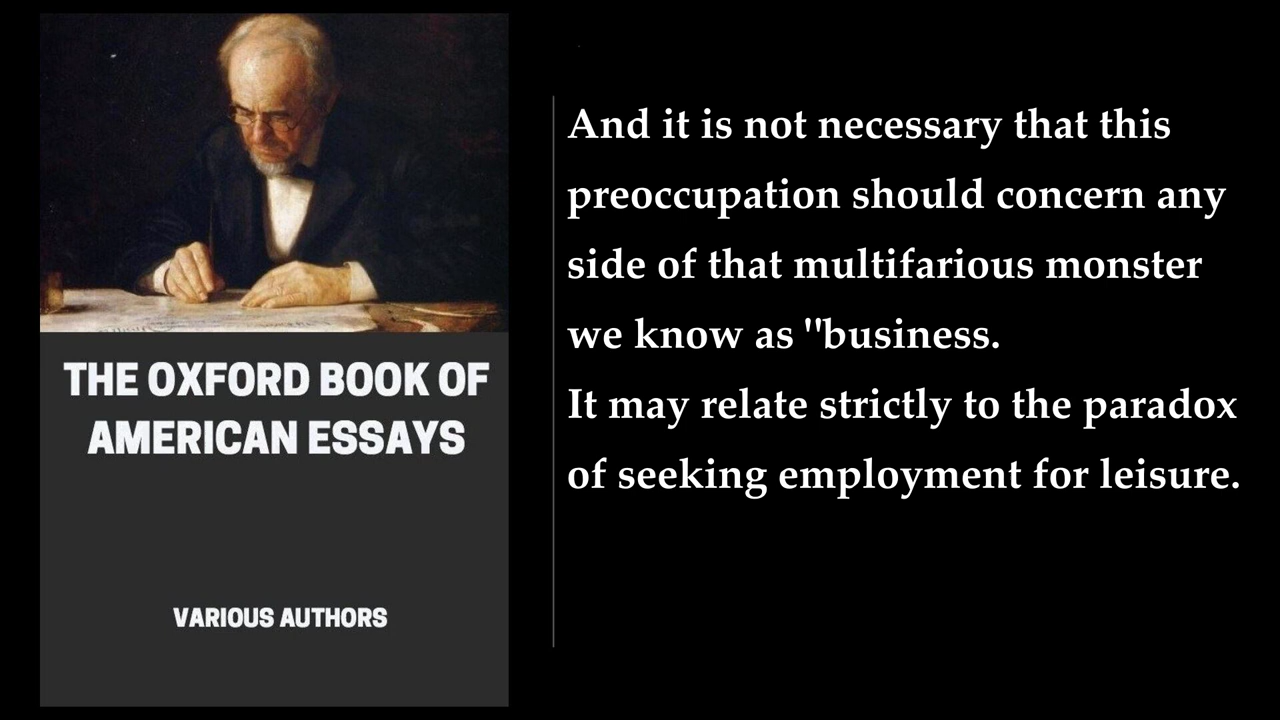 THE OXFORD BOOK OF
AMERICAN ESSAYS
VARIOUS AUTHORS
And it is not necessary that this
preoccupation should concern any
side of that multifarious monster
we know as "business.
It may relate strictly to the paradox
of seeking employment for leisure.